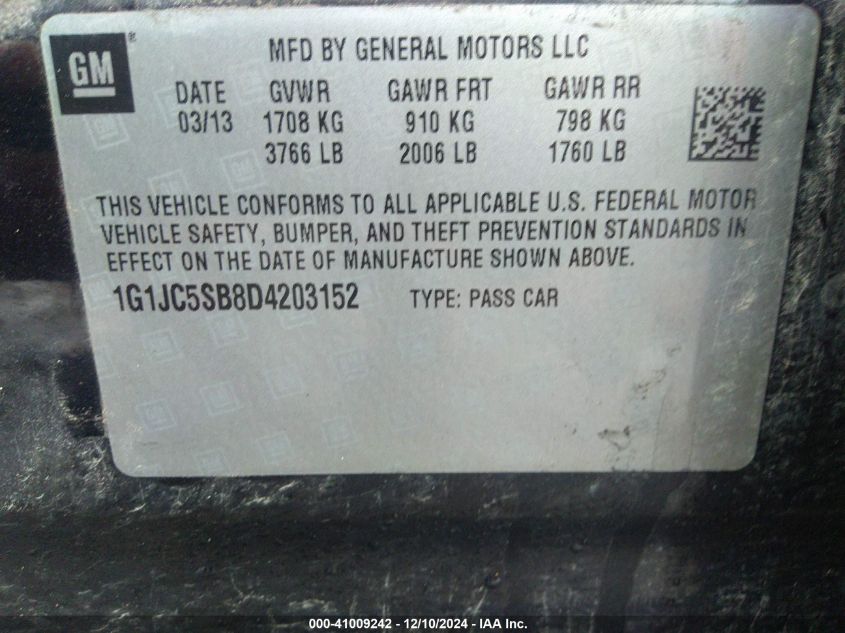 GM ®
MFD BY GENERAL MOTORS LLC
DATE GVWR GAWR FRT GAWR RR
03/13 1708 KG 910 KG 798 KG
3766 LB 2006 LB 1760 LB
THIS VEHICLE CONFORMS TO ALL APPLICABLE U.S. FEDERAL MOTOR
VEHICLE SAFETY, BUMPER, AND THEFT PREVENTION STANDARDS IN
EFFECT ON THE DATE OF MANUFACTURE SHOWN ABOVE.
1G1JC5SB8D4203152 TYPE: PASS CAR
000-41009242 - 12/10/2024 - IAA Inc.